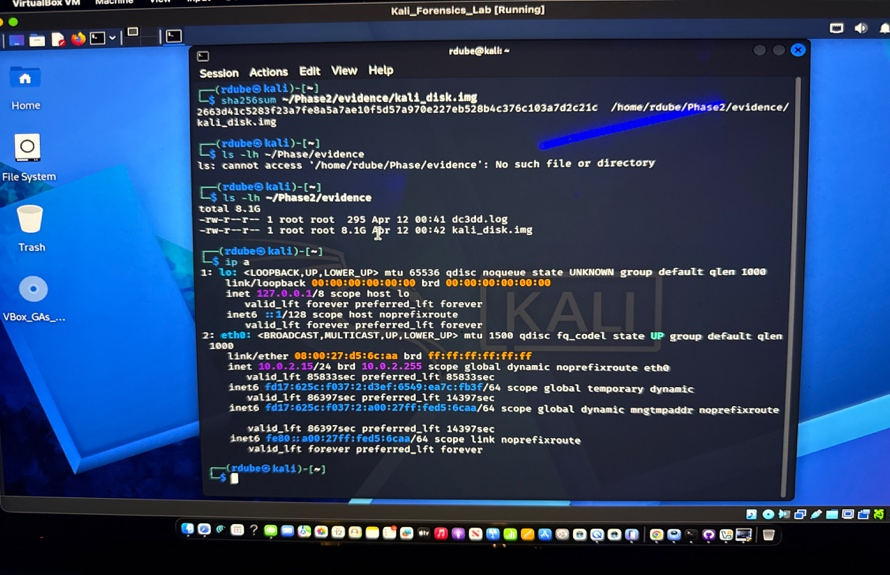 VirtualBox VM Machine View
Kali_Forensics_Lab [Running]
rdube@kali: ~
Session Actions Edit View Help
Home
File System
Trash
VBox_GAs_...
┌──(rdube㉿kali)-[~]
└─$ sha256sum ~/Phase2/evidence/kali_disk.img
2663d41c5283f23a7fe8a5a7ae10f5d57a970e227eb528b4c376c103a7d2c21c /home/rdube/Phase2/evidence/
kali_disk.img
┌──(rdube㉿kali)-[~]
└─$ ls -lh ~/Phase/evidence
ls: cannot access '/home/rdube/Phase/evidence': No such file or directory
┌──(rdube㉿kali)-[~]
└─$ ls -lh ~/Phase2/evidence
total 8.1G
-rw-r--r-- 1 root root 295 Apr 12 00:41 dc3dd.log
-rw-r--r-- 1 root root 8.1G Apr 12 00:42 kali_disk.img
┌──(rdube㉿kali)-[~]
└─$ ip a
1: lo: <LOOPBACK,UP,LOWER_UP> mtu 65536 qdisc noqueue state UNKNOWN group default qlen 1000
link/loopback 00:00:00:00:00:00 brd 00:00:00:00:00:00
inet 127.0.0.1/8 scope host lo
valid_lft forever preferred_lft forever
inet6 ::1/128 scope host noprefixroute
valid_lft forever preferred_lft forever
2: eth0: <BROADCAST,MULTICAST,UP,LOWER_UP> mtu 1500 qdisc fq_codel state UP group default qlen
1000
link/ether 08:00:27:d5:6c:aa brd ff:ff:ff:ff:ff:ff
inet 10.0.2.15/24 brd 10.0.2.255 scope global dynamic noprefixroute eth0
valid_lft 85833sec preferred_lft 85833sec
inet6 fd17:625c:f037:2:d3ef:6549:ea7c:fb3f/64 scope global temporary dynamic
valid_lft 86397sec preferred_lft 14397sec
inet6 fd17:625c:f037:2:a00:27ff:fed5:6caa/64 scope global dynamic mngtmpaddr noprefixroute
valid_lft 86397sec preferred_lft 14397sec
inet6 fe80::a00:27ff:fed5:6caa/64 scope link noprefixroute
valid_lft forever preferred_lft forever
┌──(rdube㉿kali)-[~]
└─$
KALI